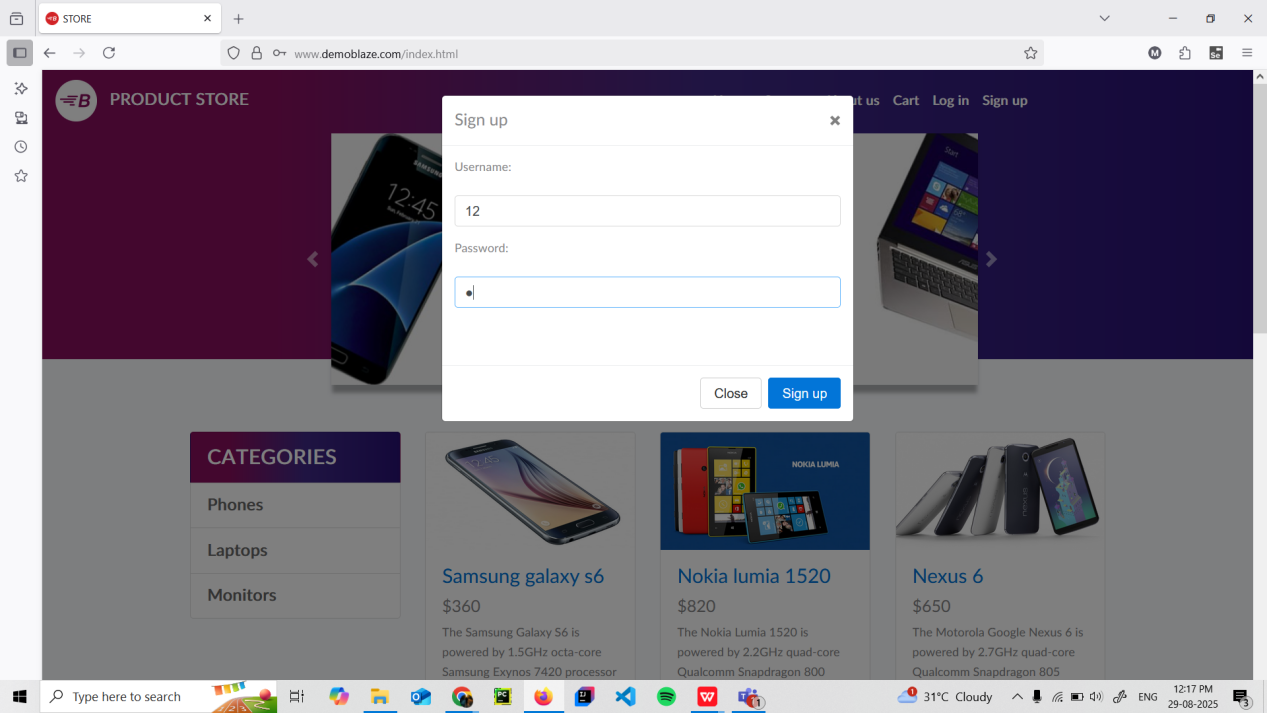 STORE
www.demoblaze.com/index.html
PRODUCT STORE
ut us Cart Log in Sign up
Sign up
Username:
12
Password:
Close Sign up
SAMSUNG
12:45
Start
CATEGORIES
Phones
Laptops
Monitors
NOKIA LUMIA
Samsung galaxy s6
$360
The Samsung Galaxy S6 is
powered by 1.5GHz octa-core
Samsung Exynos 7420 processor
Nokia lumia 1520
$820
The Nokia Lumia 1520 is
powered by 2.2GHz quad-core
Qualcomm Snapdragon 800
Nexus 6
$650
The Motorola Google Nexus 6 is
powered by 2.7GHz quad-core
Qualcomm Snapdragon 805
Type here to search
31°C Cloudy
ENG
12:17 PM
29-08-2025